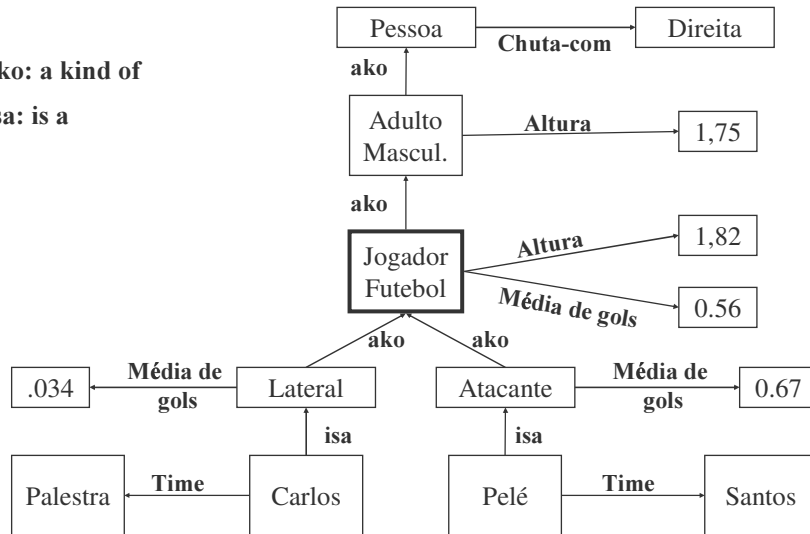 Pessoa
Chuta-com
Direita
ko: a kind of
ako
sa: is a
Adulto
Mascul.
Altura
1,75
ako
Jogador
Futebol
Altura
1,82
Média de gols
0.56
ako
ako
.034
Média de
gols
Lateral
Atacante
Média de
gols
0.67
isa
isa
Palestra
Time
Carlos
Pelé
Time
Santos